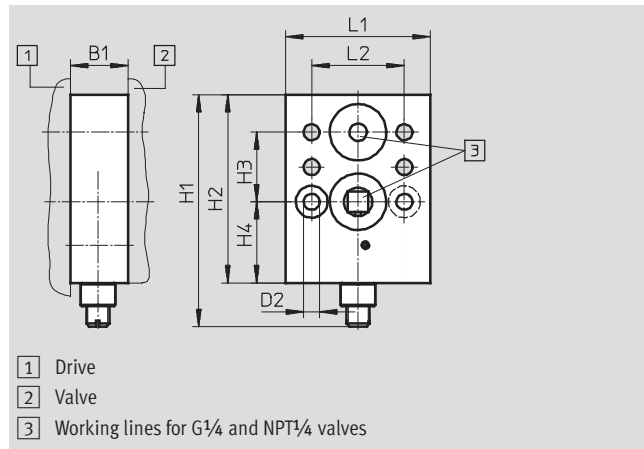 L1
1
B1
2
L2
3
H1
H2
H3
H4
D2
1 Drive
2 Valve
3 Working lines for G¼ and NPT¼ valves